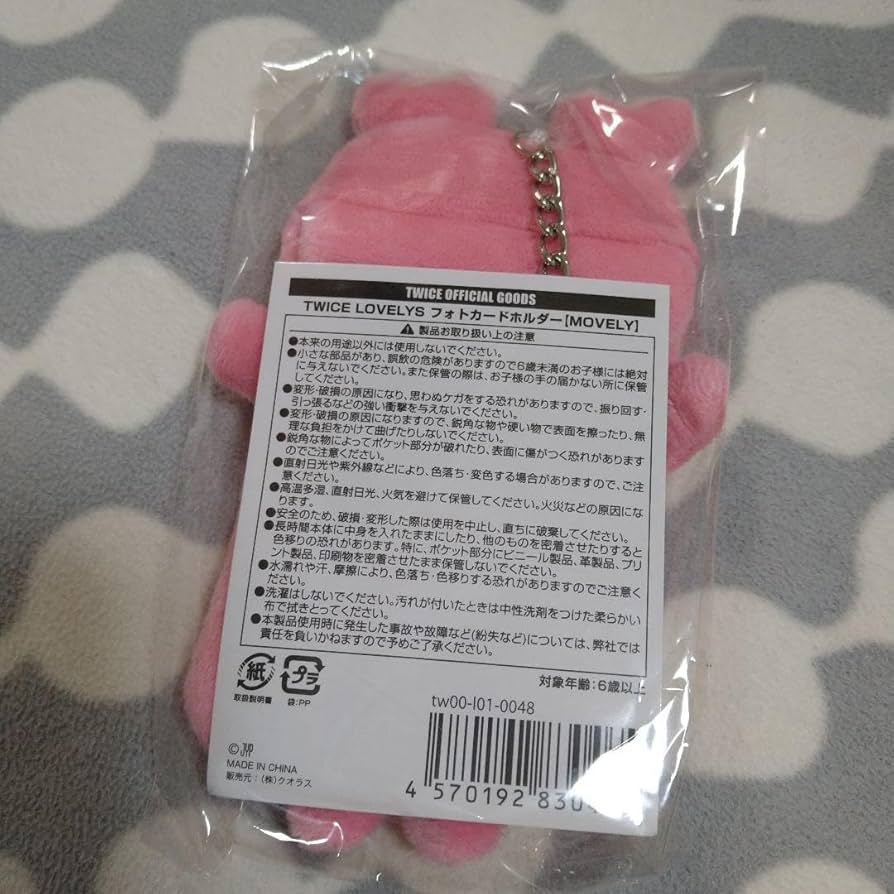 TWICE OFFICIAL GOODS
TWICE LOVELYS フォトカードホルダー【MOVELY】
⚠製品お取り扱い上の注意
●本来の用途以外には使用しないでください。
●小さな部品があり、誤飲の危険がありますので6歳未満のお子様には絶対
に与えないでください。また保管の際は、お子様の手の届かない所に保管
してください。
●変形・破損の原因になり、思わぬケガをする恐れがありますので、振り回す・
引っ張るなどの強い衝撃を与えないでください。
●変形・破損の原因になりますので、鋭角な物や硬い物で表面を擦ったり、無
理な負担をかけて曲げたりしないでください。
●鋭角な物によってポケット部分が破れたり、表面に傷がつく恐れがあります
のでご注意ください。
●直射日光や紫外線などにより、色落ち・変色する場合がありますので、ご注
意ください。
●高温多湿、直射日光、火気を避けて保管してください。火災などの原因にな
ります。
●安全のため、破損・変形した際は使用を中止し、直ちに破棄してください。
●長時間本体に中身を入れたままにしたり、他のものを密着させたりすると
色移りの恐れがあります。特に、ポケット部分にビニール製品、革製品、プリ
ント製品、印刷物を密着させたまま保管しないでください。
●水濡れや汗、摩擦により、色落ち・色移りする恐れがありますのでご注意く
ださい。
●洗濯はしないでください。汚れが付いたときは中性洗剤をつけた柔らかい
布で拭きとってください。
●本製品使用時に発生した事故や故障など(紛失など)については、弊社では
責任を負いかねますので予めご了承ください。
対象年齢:6歳以上
紙 プラ
取扱説明書 袋:PP
tw00-l01-0048
©JYP
MADE IN CHINA
販売元:(株)クオラス
4 570192 830